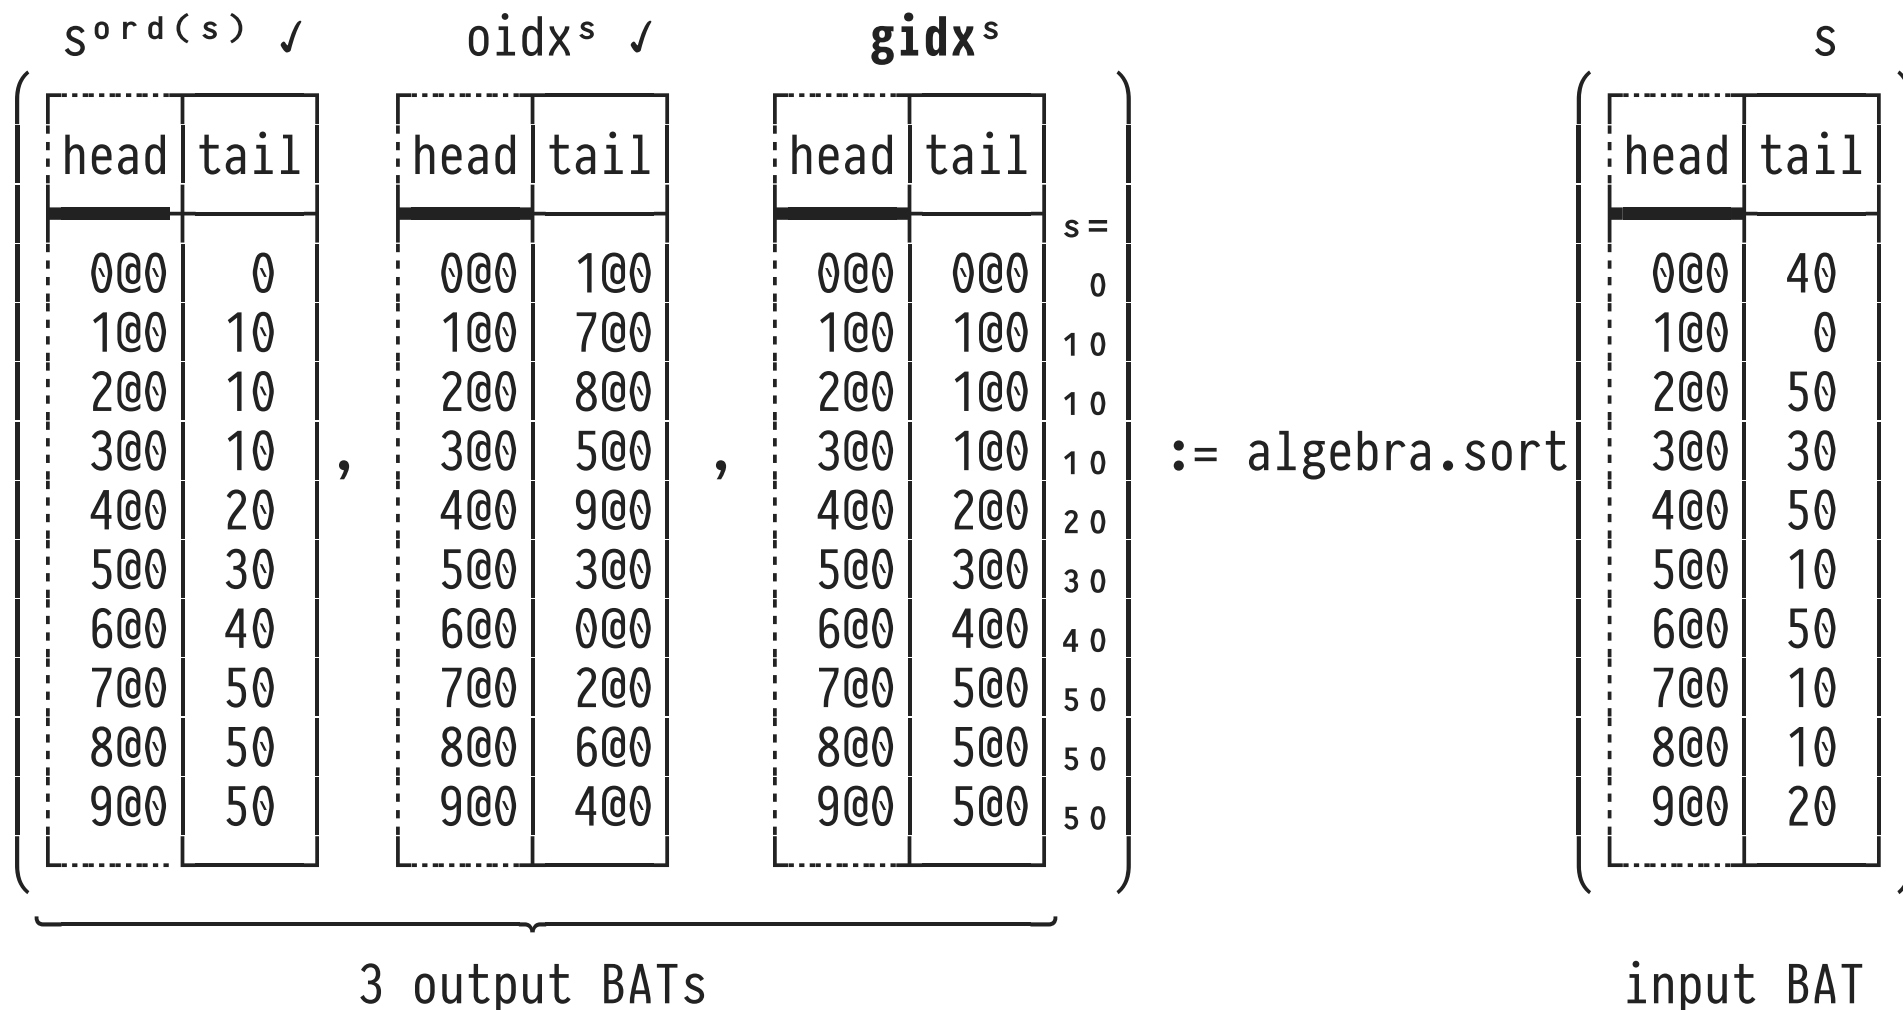 sᵒʳᵈ⁽ˢ⁾ ✓ oidxˢ ✓ gidxˢ s
head tail head tail head tail head tail
s=
0@0 0 0@0 1@0 0@0 0@0 0 0@0 40
1@0 10 1@0 7@0 1@0 1@0 10 1@0 0
2@0 10 2@0 8@0 2@0 1@0 10 2@0 50
3@0 10 , 3@0 5@0 , 3@0 1@0 10 := algebra.sort 3@0 30
4@0 20 4@0 9@0 4@0 2@0 20 4@0 50
5@0 30 5@0 3@0 5@0 3@0 30 5@0 10
6@0 40 6@0 0@0 6@0 4@0 40 6@0 50
7@0 50 7@0 2@0 7@0 5@0 50 7@0 10
8@0 50 8@0 6@0 8@0 5@0 50 8@0 10
9@0 50 9@0 4@0 9@0 5@0 50 9@0 20
3 output BATs input BAT